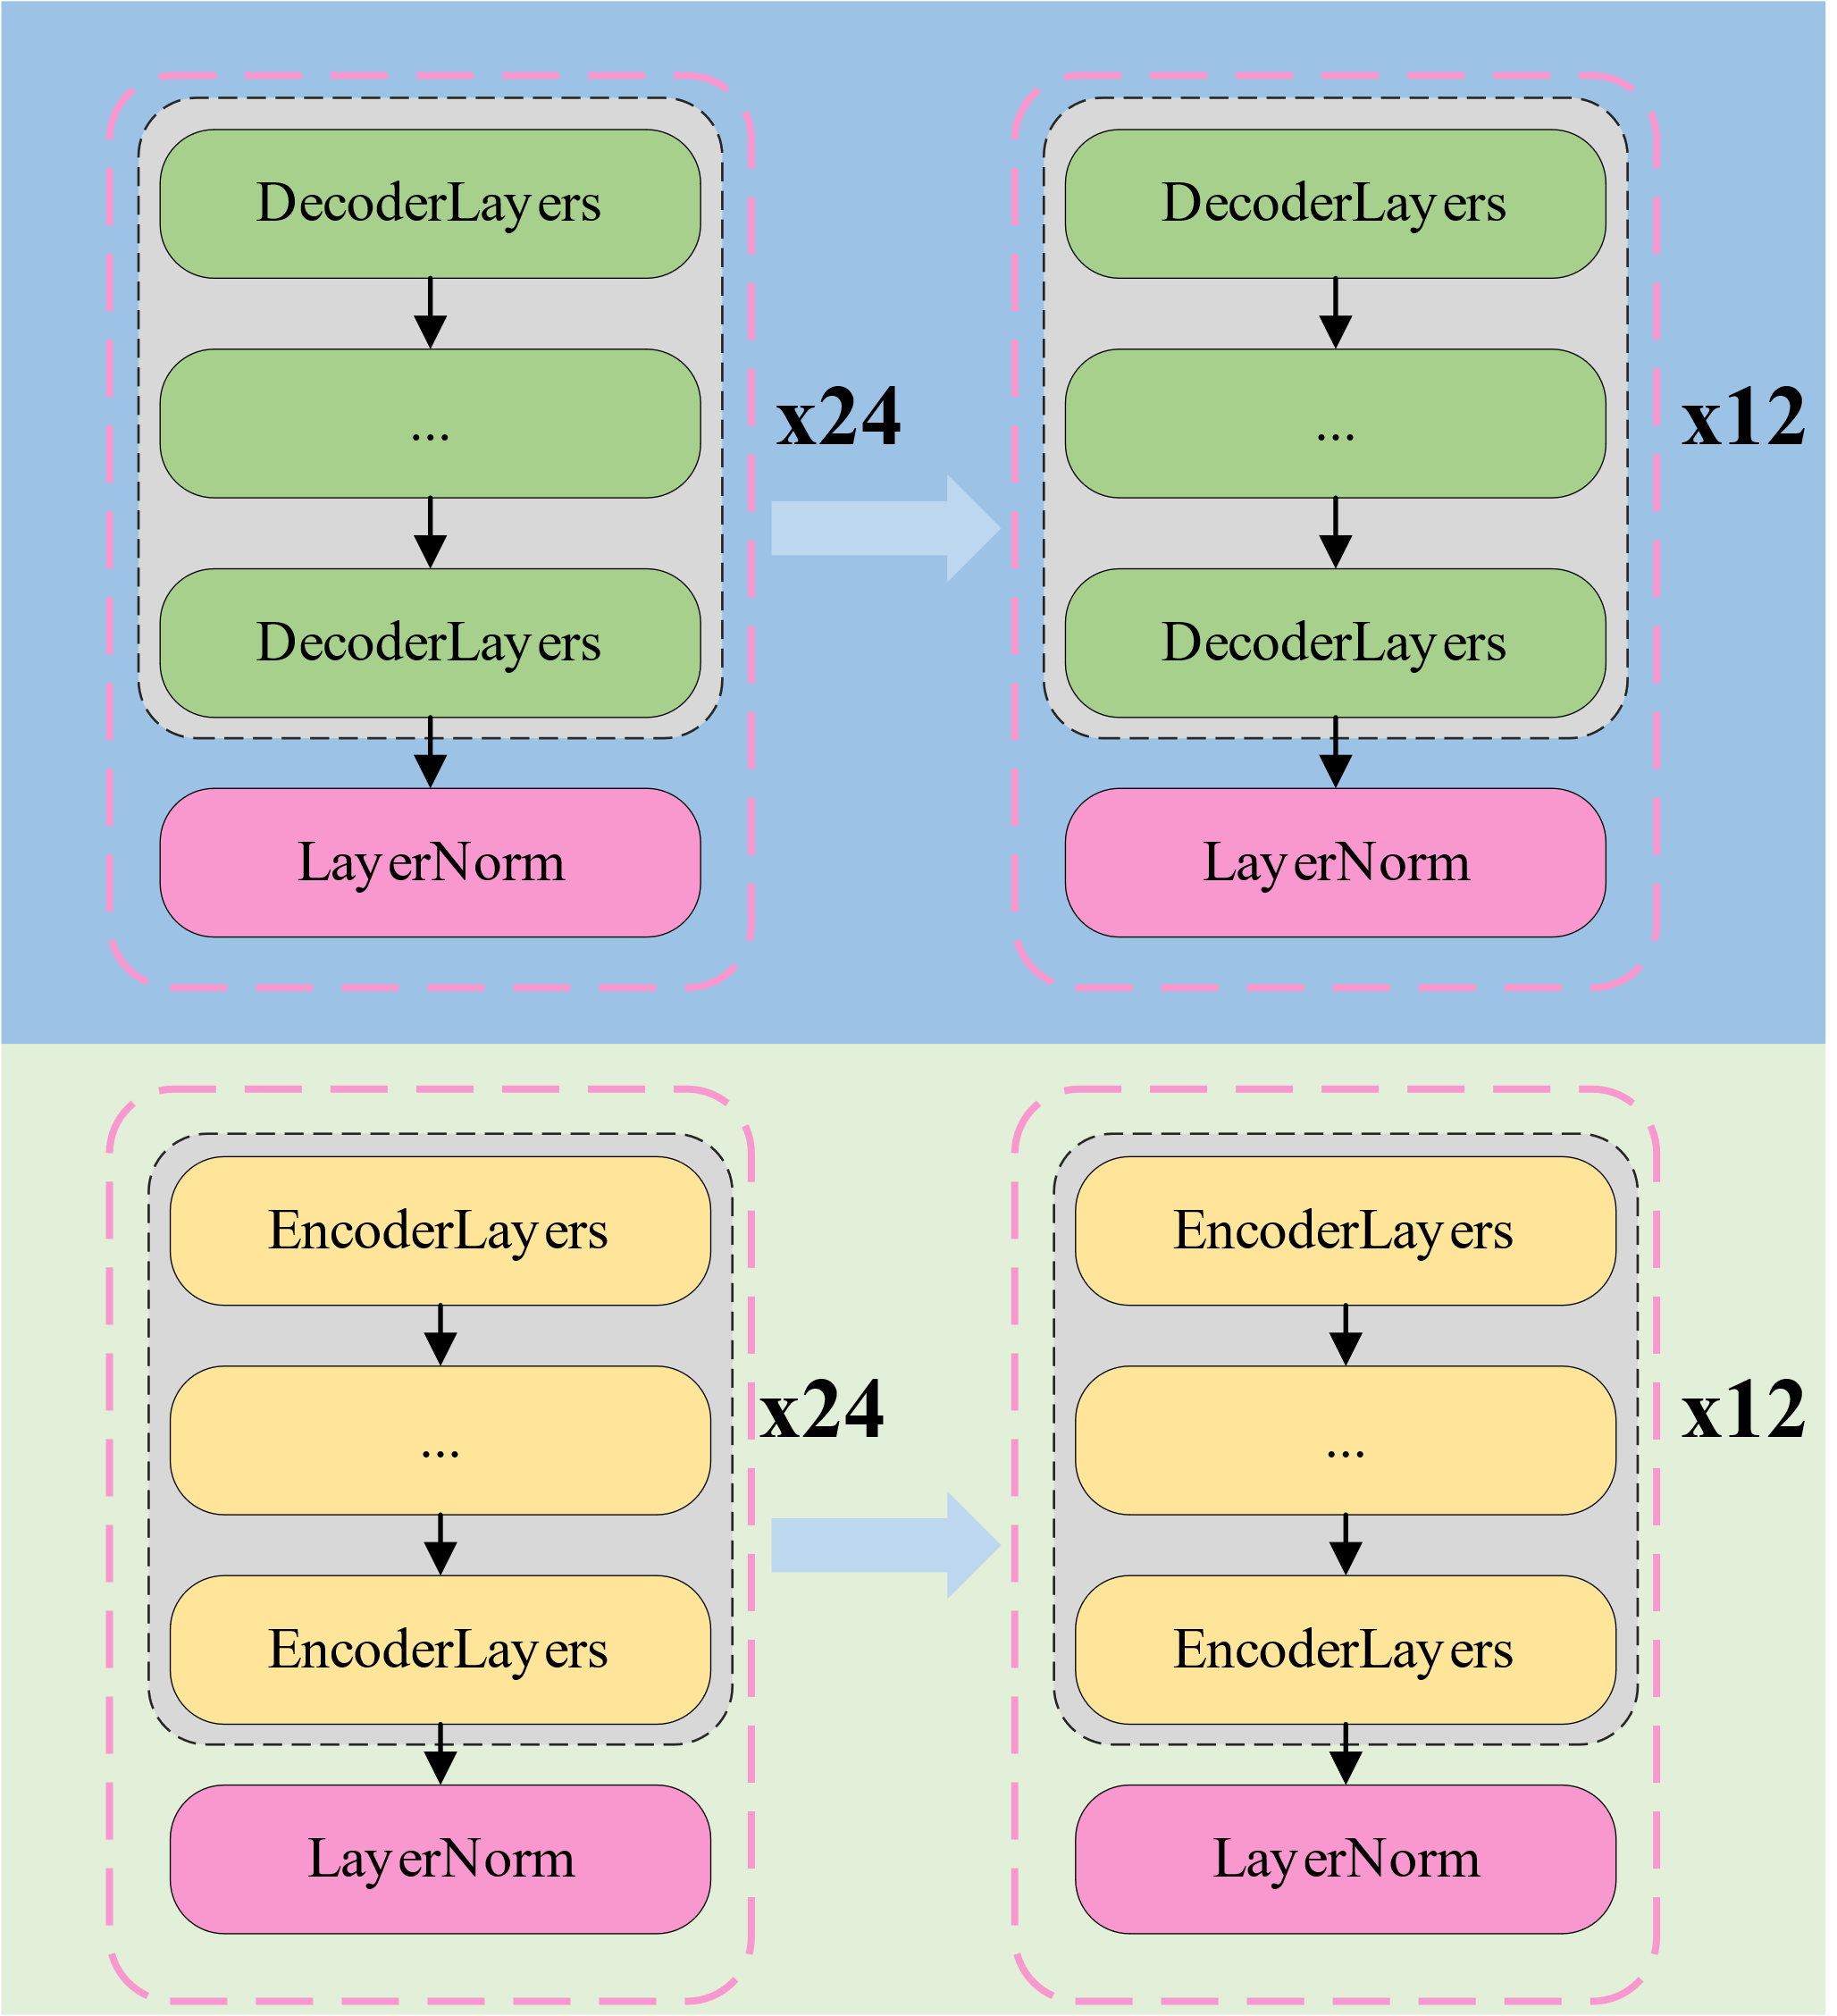 DecoderLayers
...
DecoderLayers
LayerNorm
x24
DecoderLayers
...
DecoderLayers
LayerNorm
x12
EncoderLayers
...
EncoderLayers
LayerNorm
x24
EncoderLayers
...
EncoderLayers
LayerNorm
x12